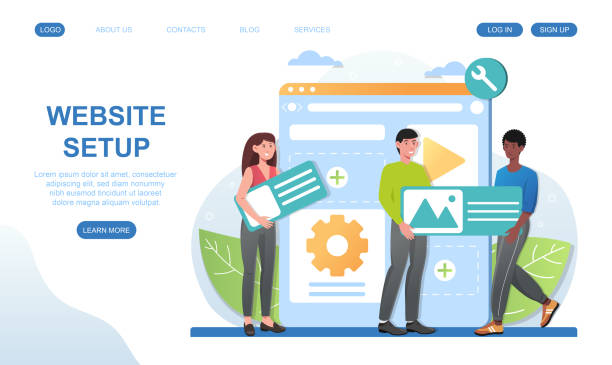 LOGO
ABOUT US
CONTACTS
BLOG
SERVICES
LOG IN
SIGN UP
WEBSITE
SETUP
Lorem ipsum dolor sit amet, consectetuer
adipiscing elit, sed diam nonummy
nibh euismod tincidunt ut laoreet
dolore magna aliquam volutpat
LEARN MORE